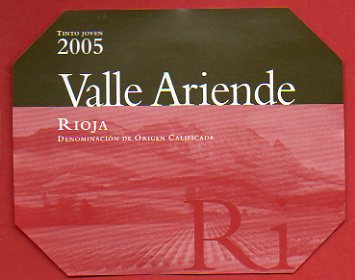 TINTO JOVEN
2005
Valle Ariende
RIOJA
DENOMINACIÓN DE ORIGEN CALIFICADA
Ri